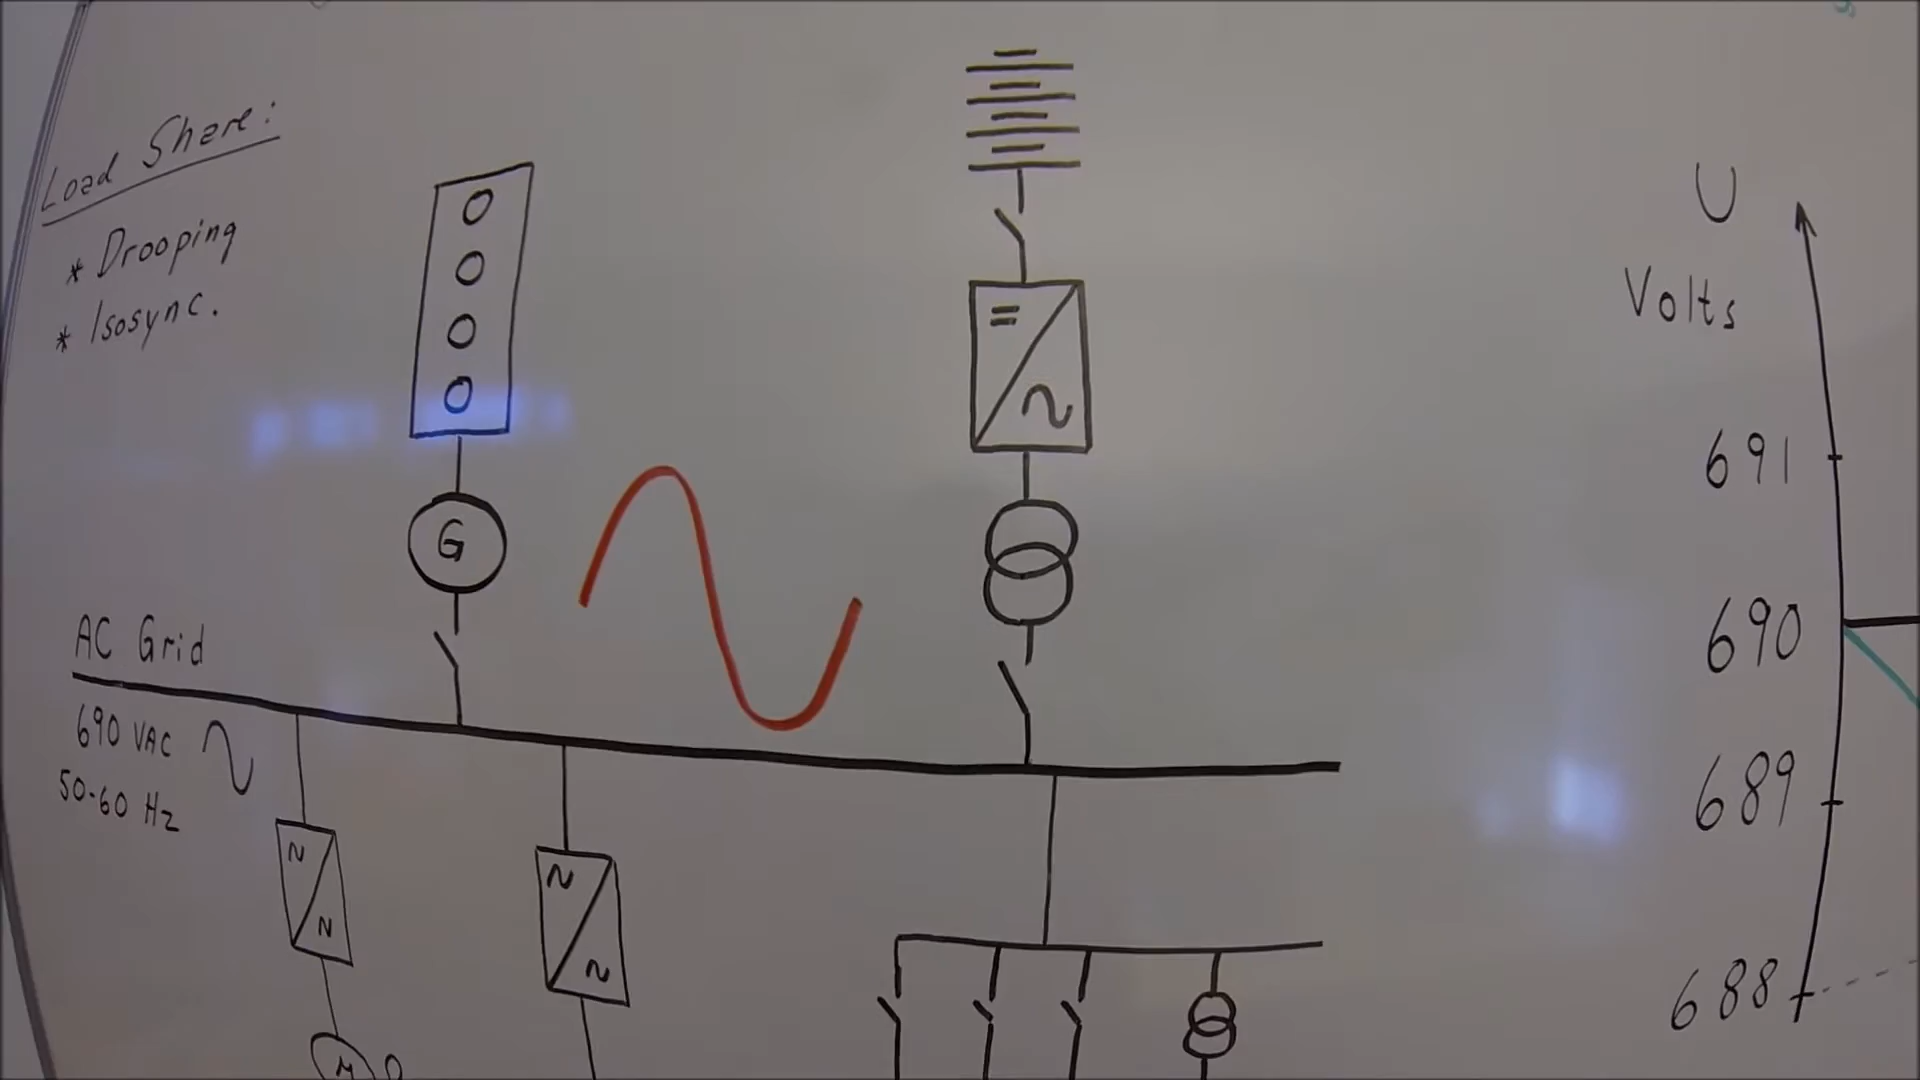 Load Share:
* Drooping
* Isosync.
G
AC Grid
690 VAC
50-60 Hz
M
U
Volts
691
690
689
688